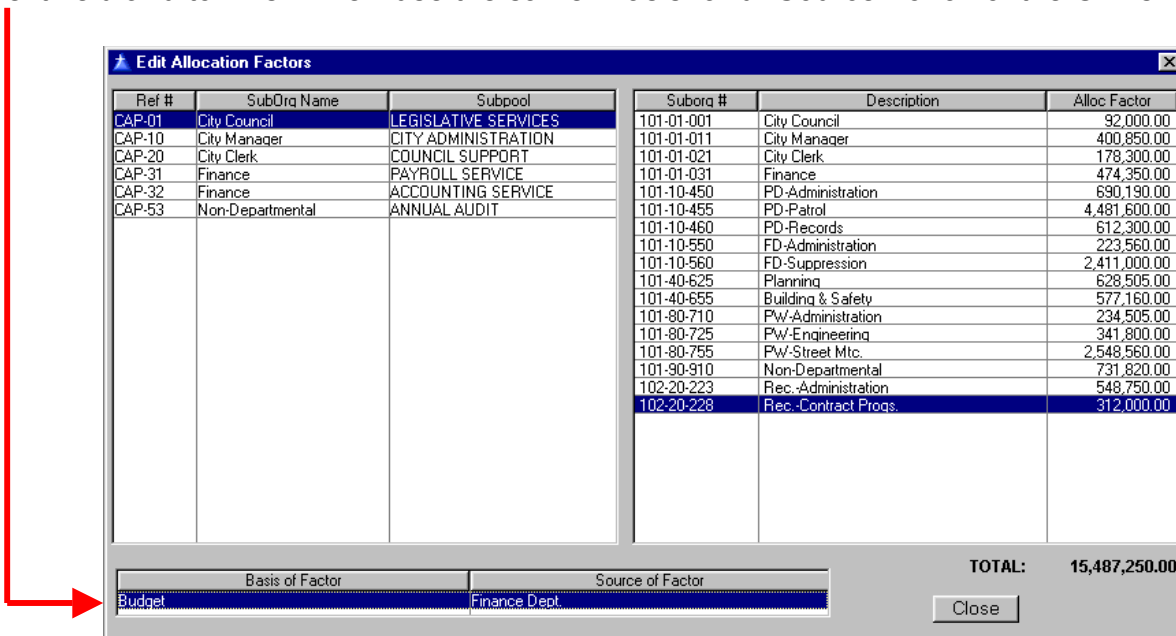 Edit Allocation Factors
Ref # SubOrg Name Subpool
CAP-01 City Council LEGISLATIVE SERVICES
CAP-10 City Manager CITY ADMINISTRATION
CAP-20 City Clerk COUNCIL SUPPORT
CAP-31 Finance PAYROLL SERVICE
CAP-32 Finance ACCOUNTING SERVICE
CAP-53 Non-Departmental ANNUAL AUDIT
Suborg # Description Alloc Factor
101-01-001 City Council 92,000.00
101-01-011 City Manager 400,850.00
101-01-021 City Clerk 178,300.00
101-01-031 Finance 474,350.00
101-10-450 PD-Administration 690,190.00
101-10-455 PD-Patrol 4,481,600.00
101-10-460 PD-Records 612,300.00
101-10-550 FD-Administration 223,560.00
101-10-560 FD-Suppression 2,411,000.00
101-40-625 Planning 628,505.00
101-40-655 Building & Safety 577,160.00
101-80-710 PW-Administration 234,505.00
101-80-725 PW-Engineering 341,800.00
101-80-755 PW-Street Mtc. 2,548,560.00
101-90-910 Non-Departmental 731,820.00
102-20-223 Rec.-Administration 548,750.00
102-20-228 Rec.-Contract Progs. 312,000.00
TOTAL: 15,487,250.00
Basis of Factor Source of Factor
Budget Finance Dept.
Close